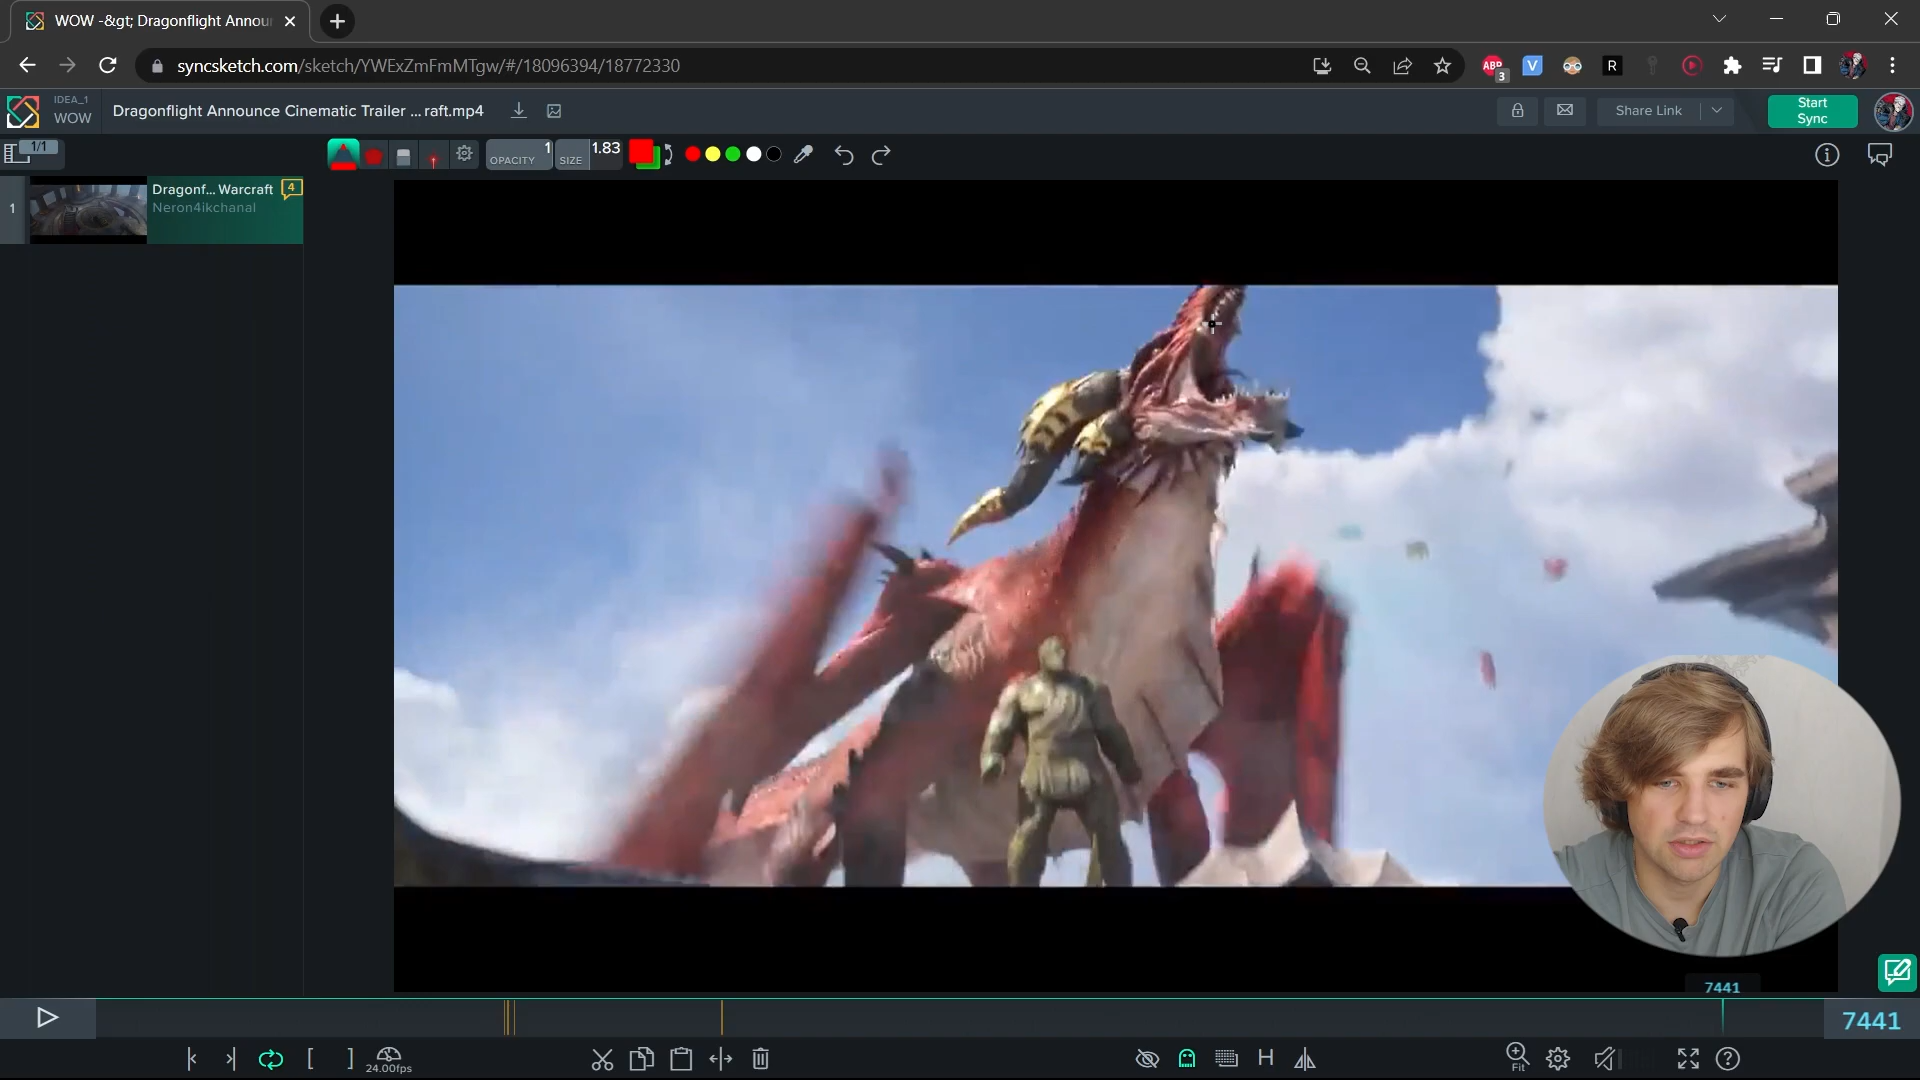 WOW -&gt; Dragonflight Annou
syncsketch.com/sketch/YWExZmFmMTgw/#/18096394/18772330
ABP
3
V
R
IDEA_1
WOW
Dragonflight Announce Cinematic Trailer ... raft.mp4
Share Link
Start
Sync
1/1
OPACITY
1
SIZE
1.83
1
Dragonf... Warcraft
4
Neron4ikchanal
7441
7441
24.00fps
H
Fit